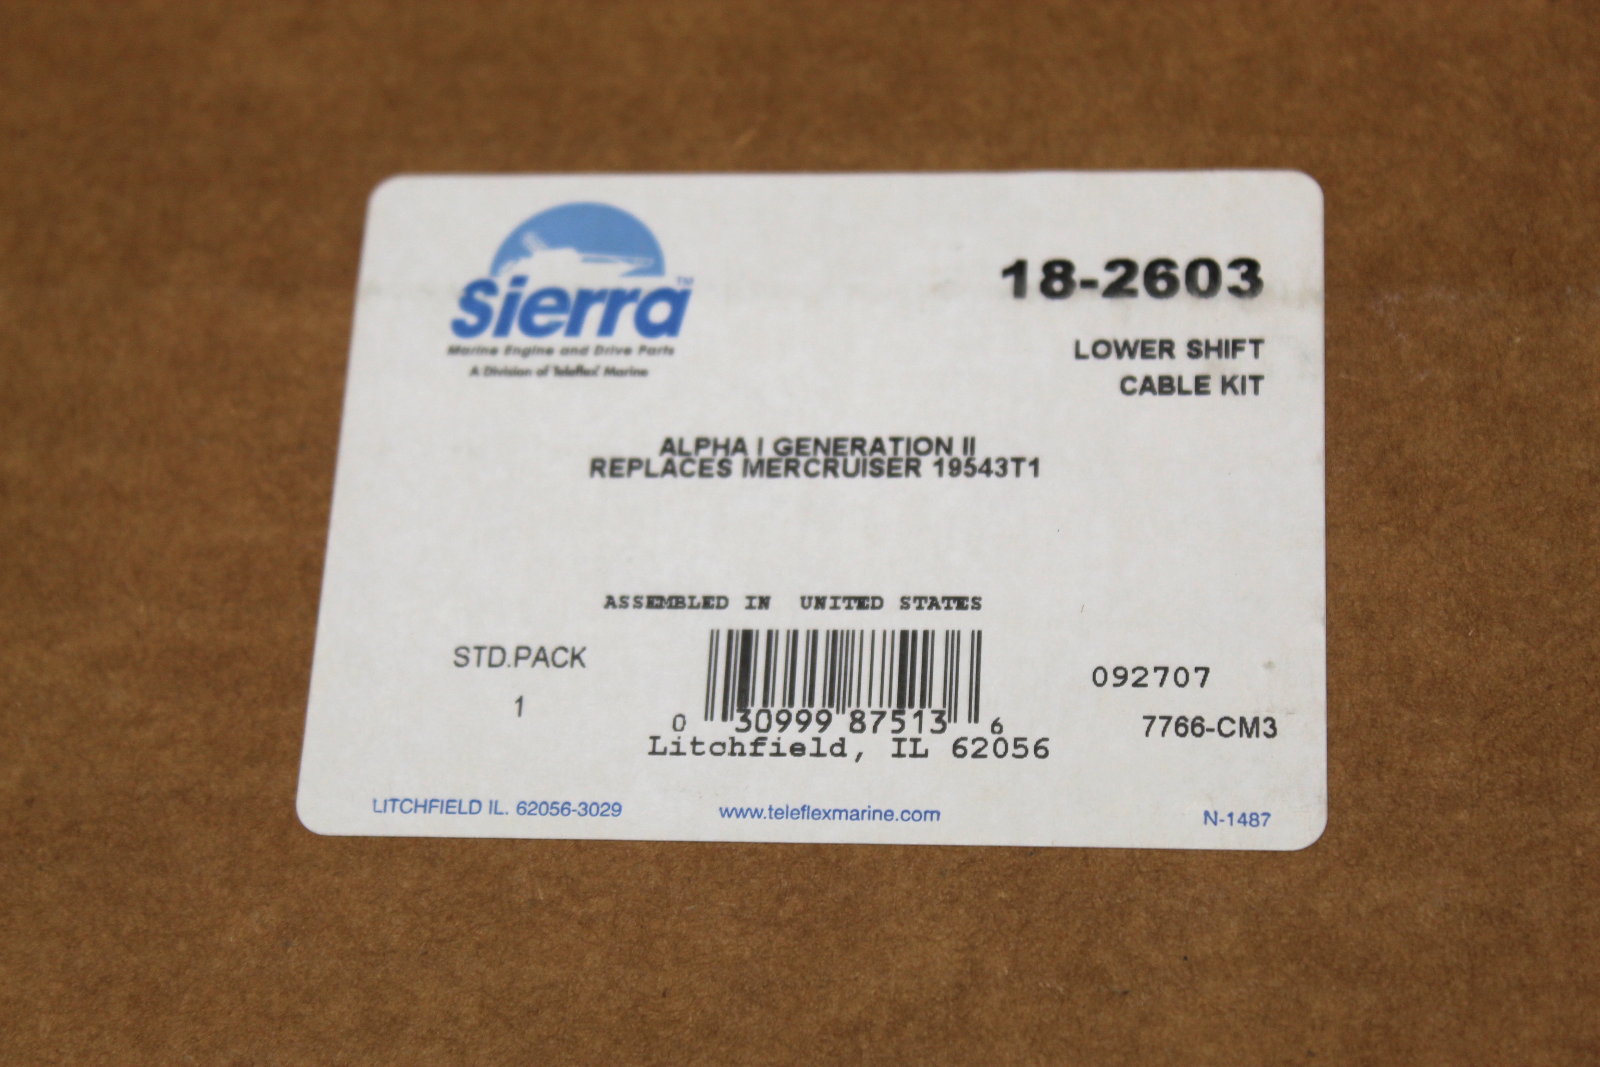 Sierra™
Marine Engine and Drive Parts
A Division of Teleflex Marine
18-2603
LOWER SHIFT
CABLE KIT
ALPHA I GENERATION II
REPLACES MERCRUISER 19543T1
ASSEMBLED IN UNITED STATES
STD.PACK
1
0 30999 87513 6
Litchfield, IL 62056
092707
7766-CM3
LITCHFIELD IL. 62056-3029
www.teleflexmarine.com
N-1487